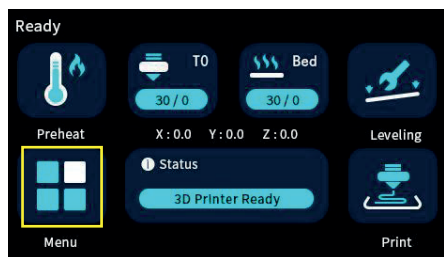 Ready
T0
Bed
30 / 0
30 / 0
Preheat
X : 0.0 Y : 0.0 Z : 0.0
Leveling
Status
3D Printer Ready
Menu
Print